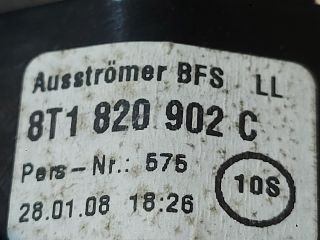 Ausströmer BFS LL
8T1 820 902 C
Pers-Nr.: 575
10S
28.01.08 18:26